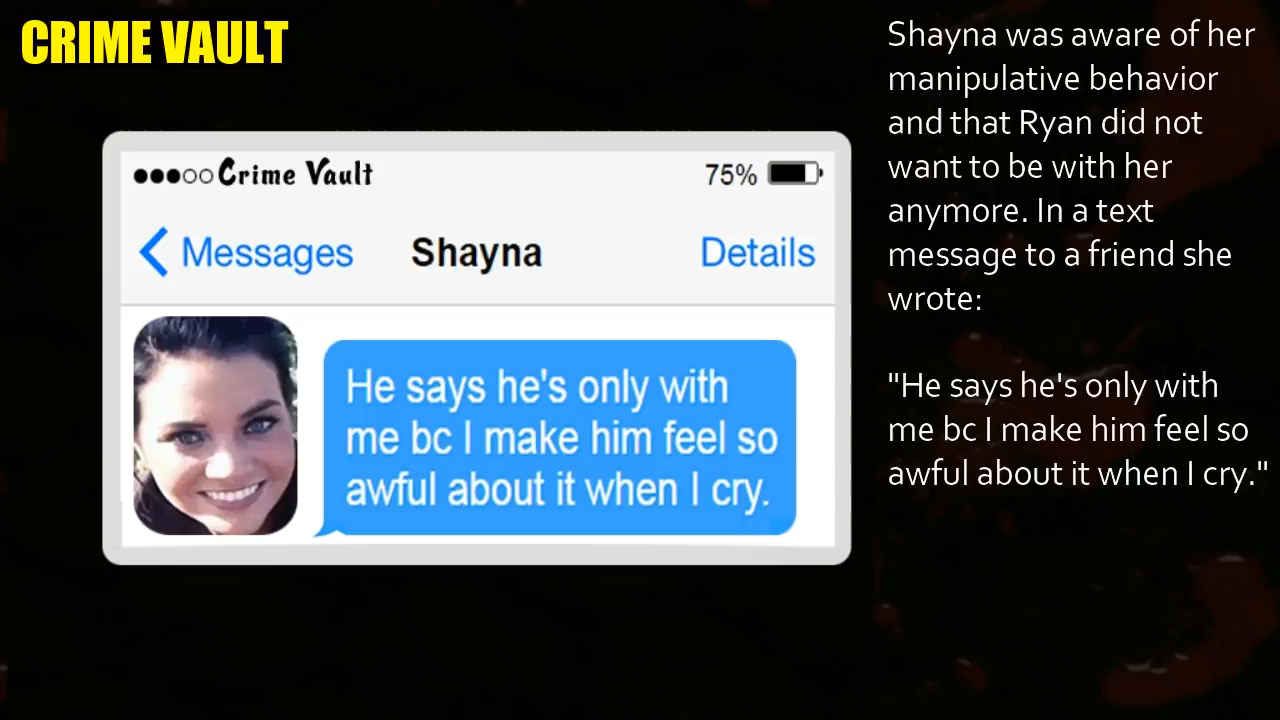 CRIME VAULT
Crime Vault 75%
Messages Shayna Details
He says he's only with
me bc I make him feel so
awful about it when I cry.
Shayna was aware of her
manipulative behavior
and that Ryan did not
want to be with her
anymore. In a text
message to a friend she
wrote:
"He says he's only with
me bc I make him feel so
awful about it when I cry."